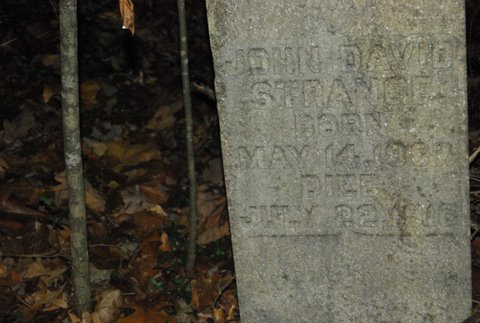 JOHN DAVID
STRANGE
BORN
MAY 14,
DIED
JULY